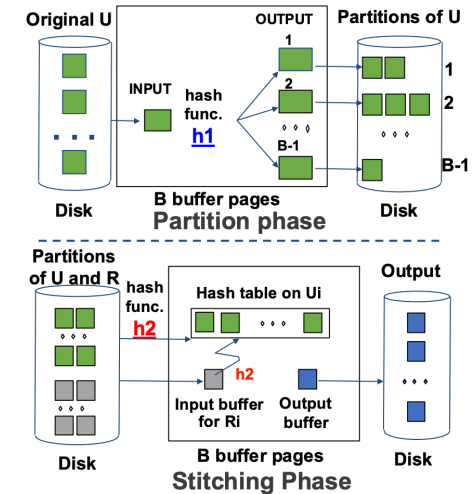 Original U
OUTPUT
Partitions of U
1
INPUT
hash
func.
h1
2
B-1
1
2
B-1
Disk
B buffer pages
Disk
Partition phase
Partitions
of U and R
hash
func.
h2
Hash table on Ui
Output
h2
Input buffer
for Ri
Output
buffer
Disk
B buffer pages
Disk
Stitching Phase